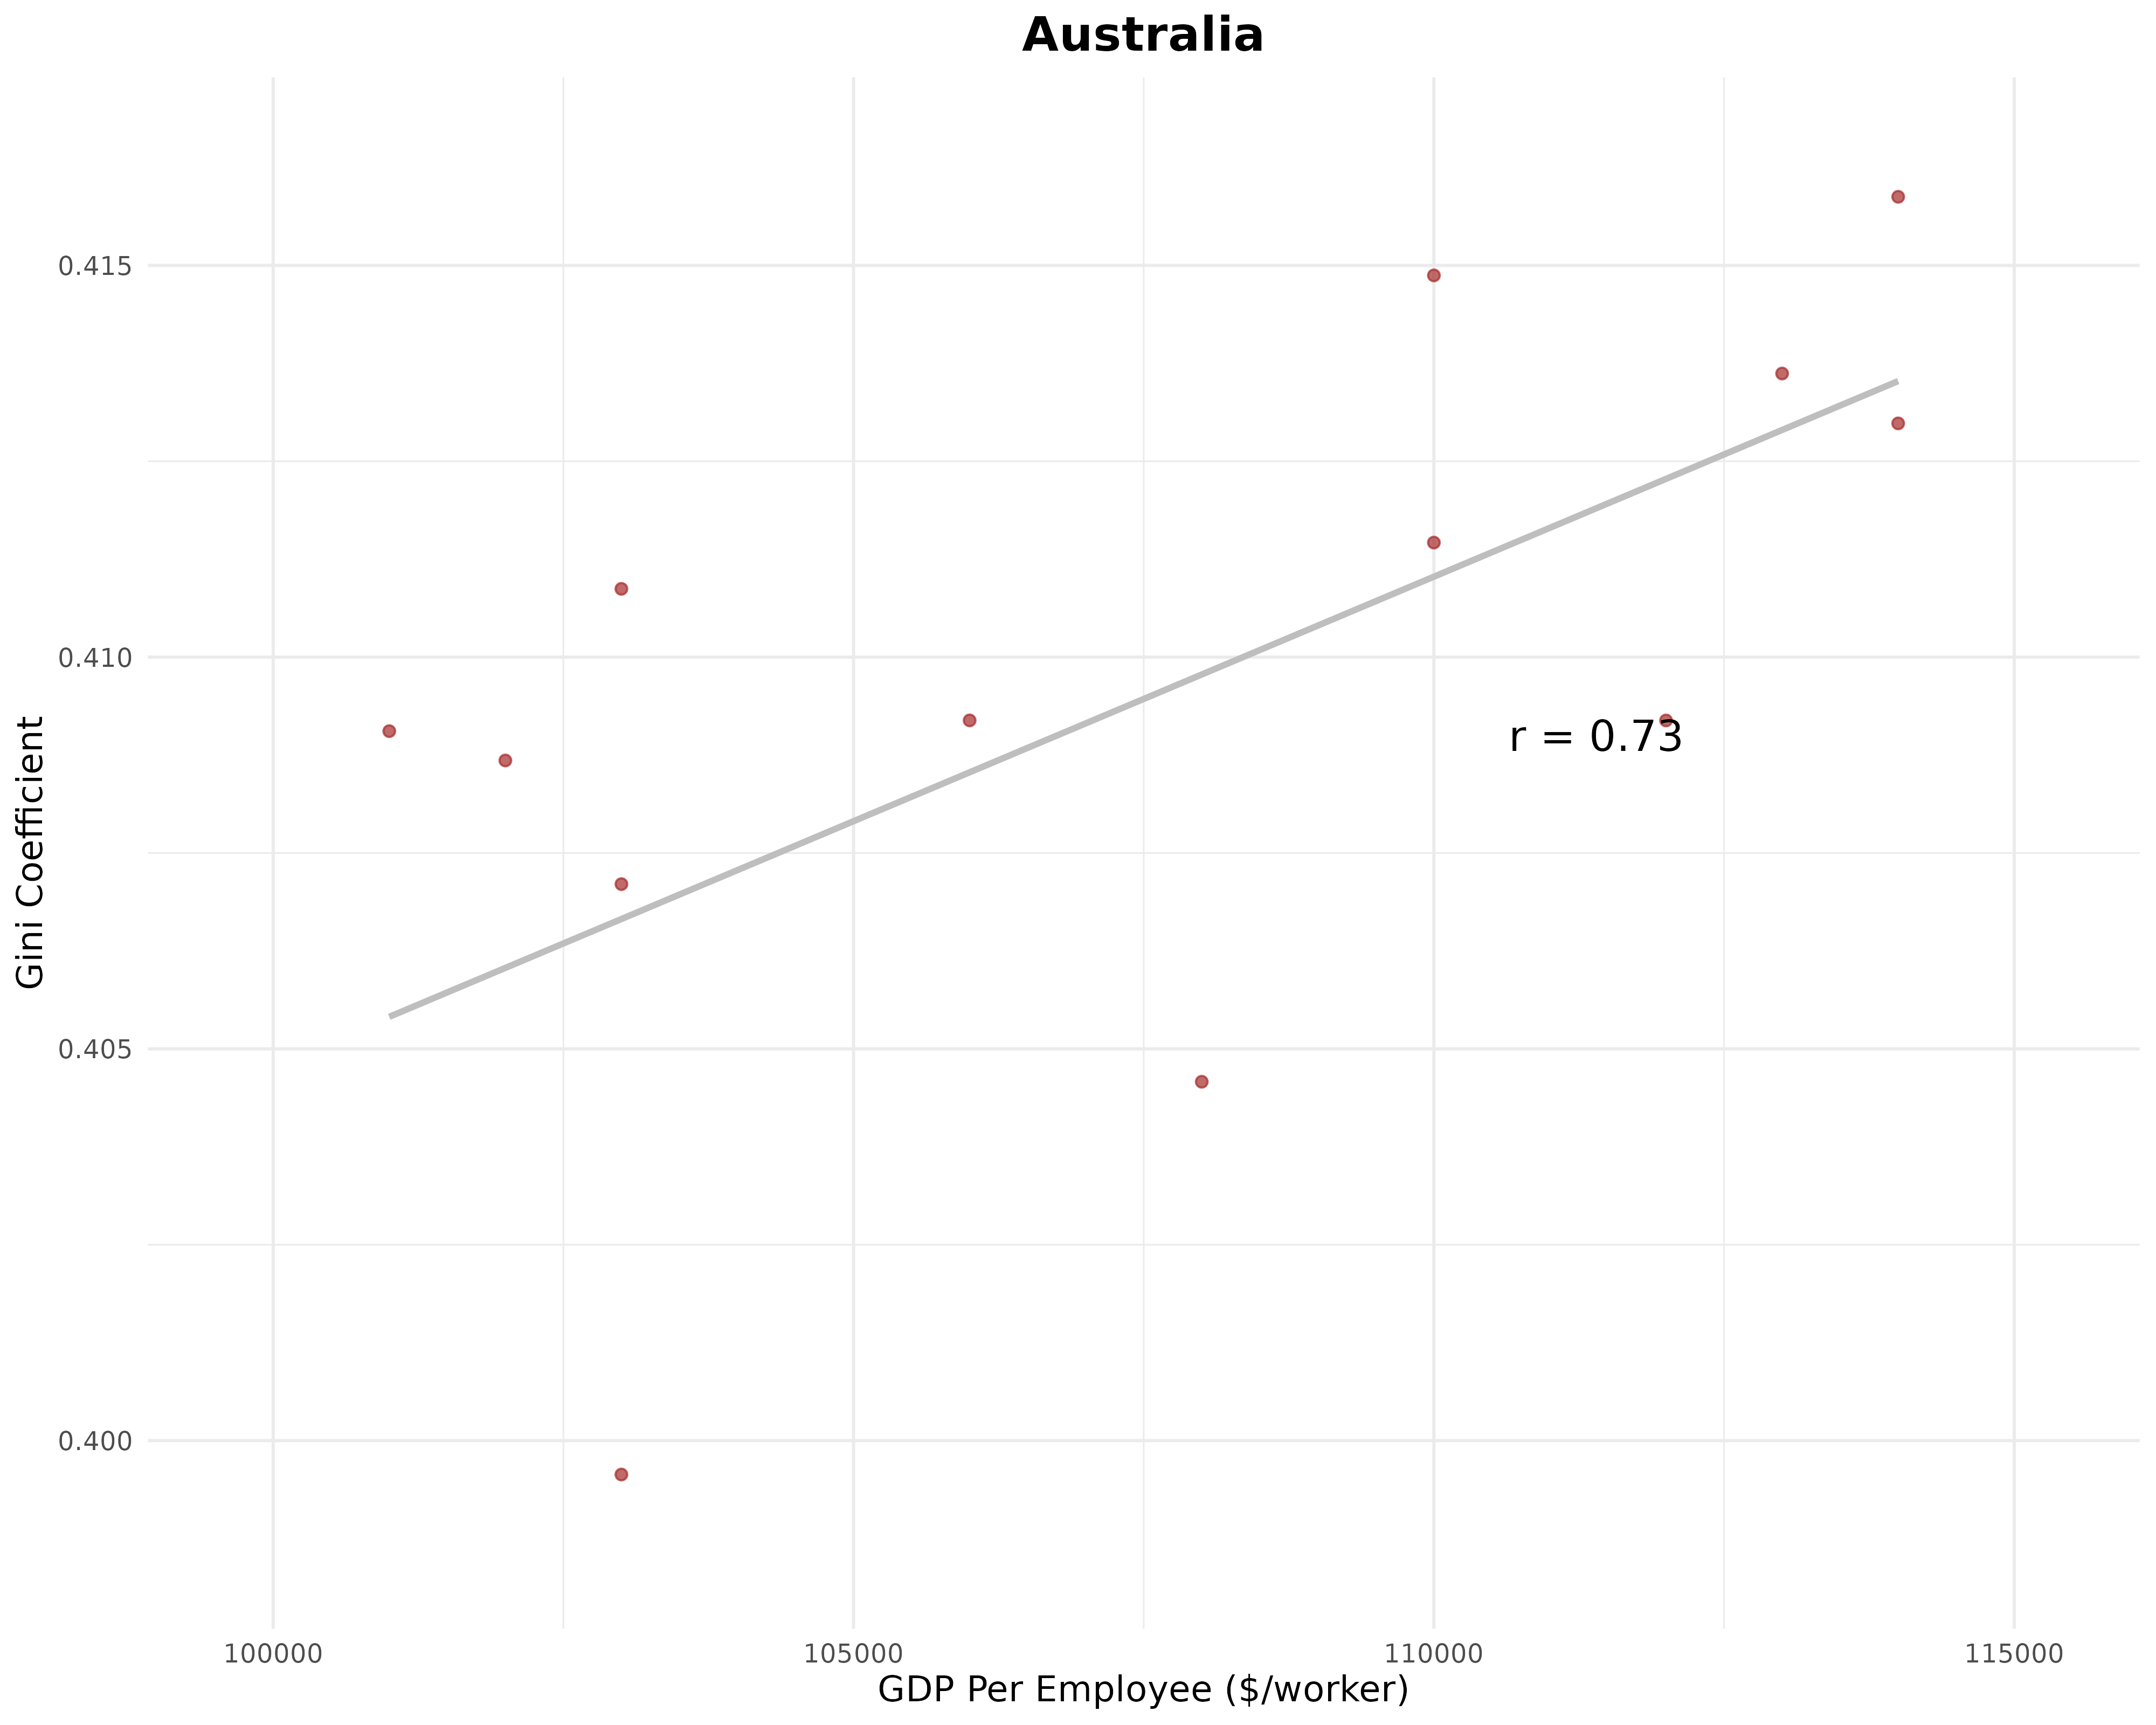 Australia
0.415
0.410
0.405
0.400
Gini Coefficient
r = 0.73
100000
105000
110000
115000
GDP Per Employee ($/worker)